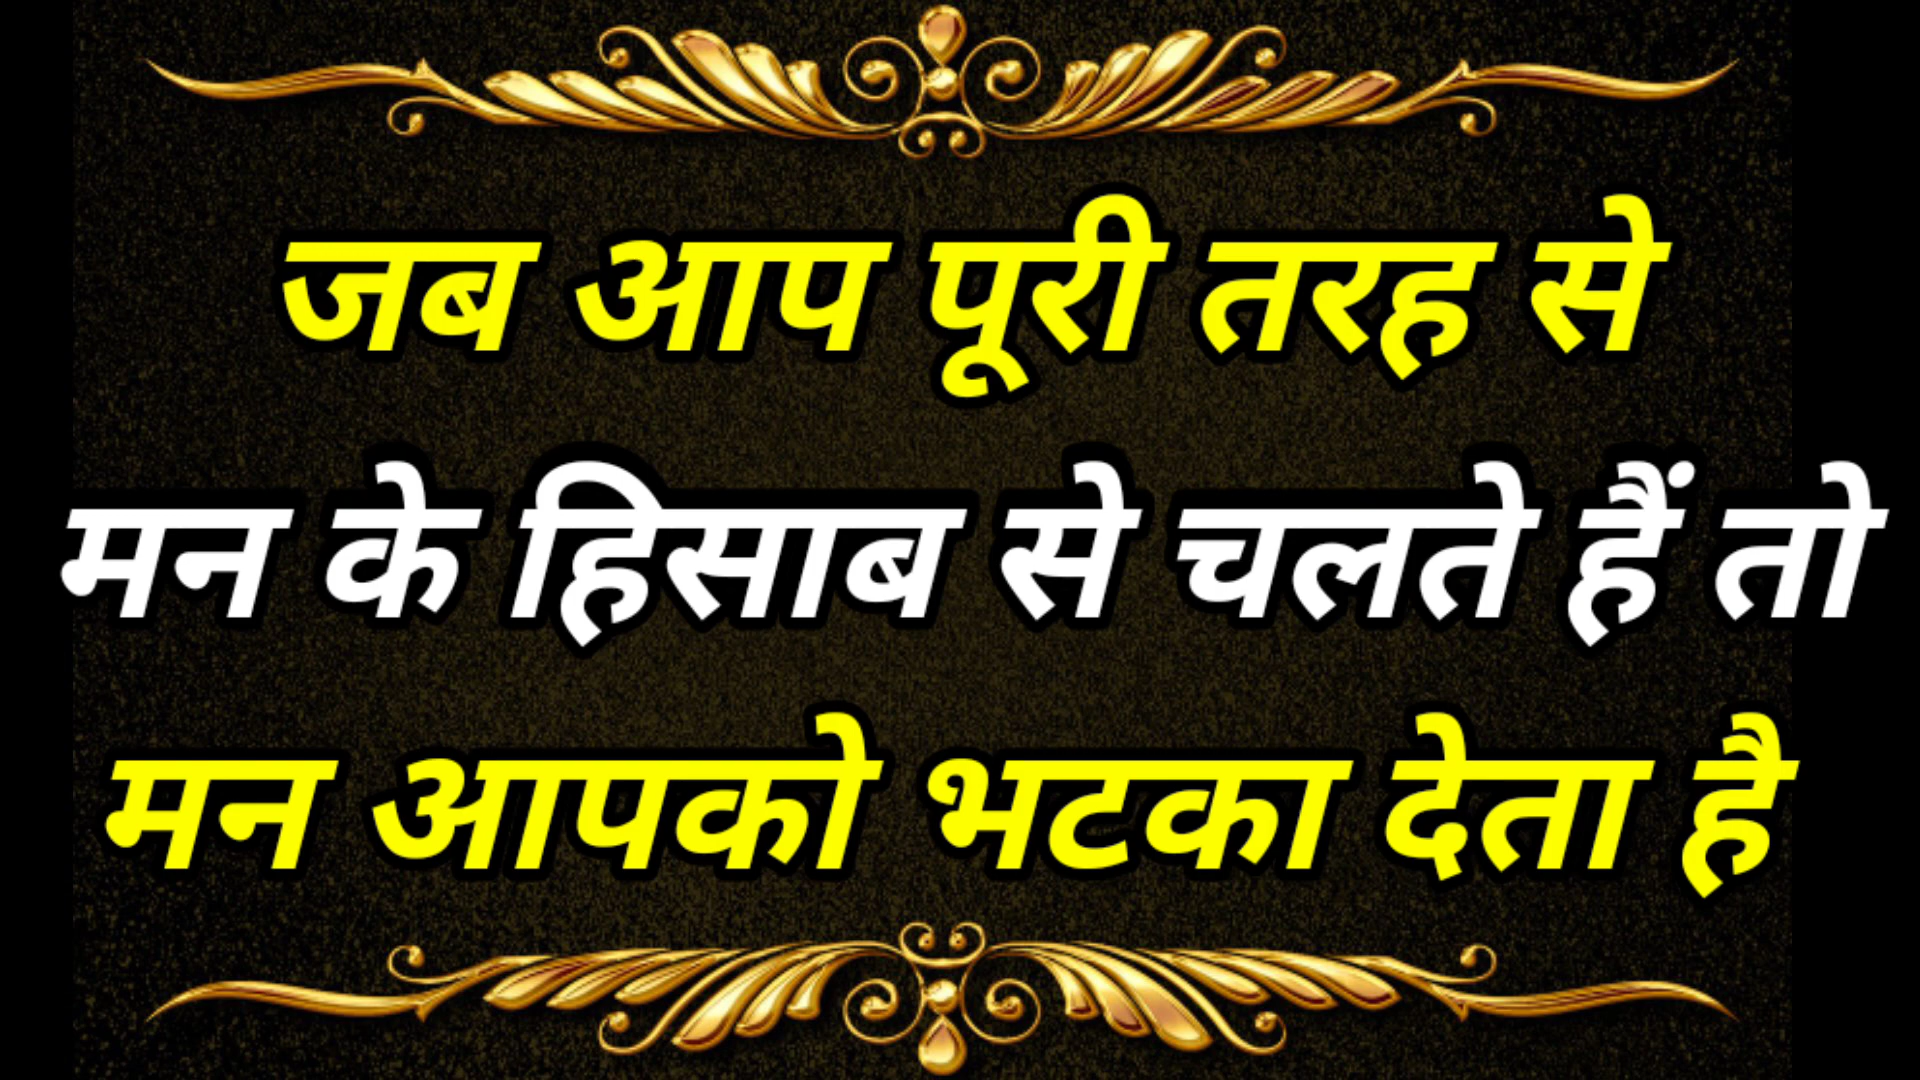 जब आप पूरी तरह से
मन के हिसाब से चलते हैं तो
मन आपको भटका देता है